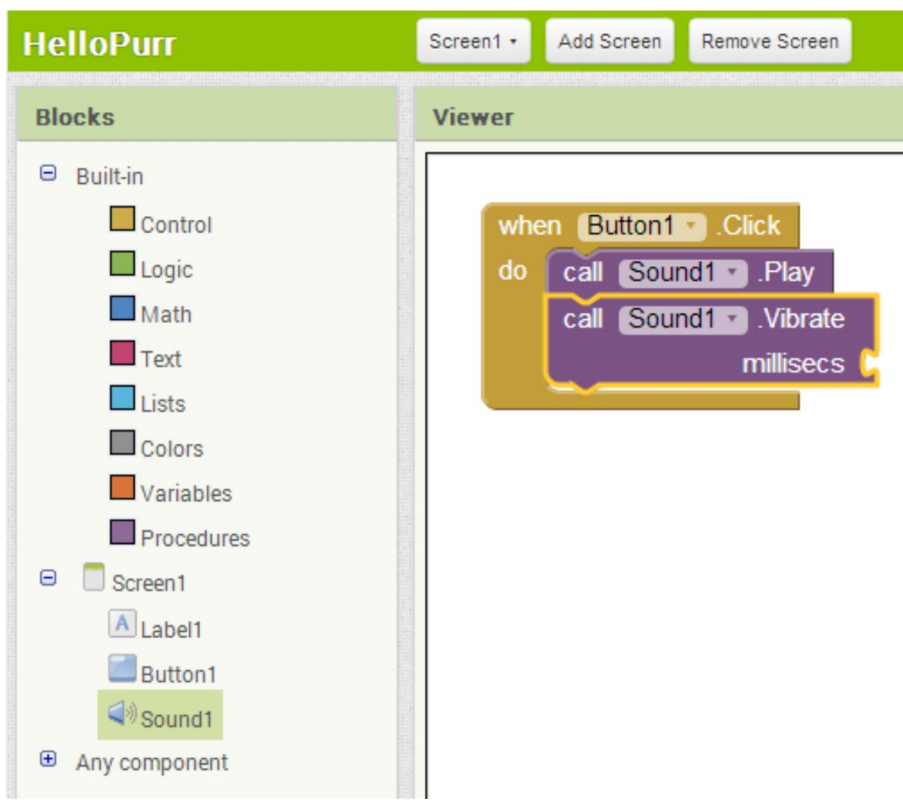 HelloPurr Screen1 Add Screen Remove Screen
Blocks
Built-in
Control
Logic
Math
Text
Lists
Colors
Variables
Procedures
Screen1
A Label1
Button1
Sound1
Any component
Viewer
when Button1 .Click
do call Sound1 .Play
call Sound1 .Vibrate
millisecs